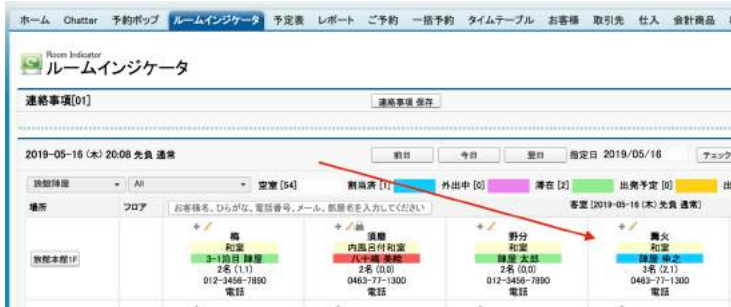 ホーム Chatter 予約ポップ ルームインジケータ 予定表 レポート ご予約 一括予約 タイムテーブル お客様 取引先 仕入 会計商品
Room Indicator
ルームインジケータ
連絡事項[01] 連絡事項 保存
2019-05-16 (木) 20:08 先負 通常 前日 今日 翌日 指定日 2019/05/16 チェック
旅館陣屋 All 空室 [54] 割当済 [1] 外出中 [0] 滞在 [2] 出発予定 [0] 出
場所 フロア お客様名、ひらがな、電話番号、メール、部屋名を入力してください 客室 [2019-05-16 (木) 先負 通常]
梅 須磨 野分 篝火
和室 内風呂付和室 和室 和室
旅館本館1F 3-1泊目 陣屋 八十嶋 美絵 陣屋 太郎 陣屋 伸之
2名 (1,1) 2名 (0,0) 2名 (0,0) 3名 (2,1)
012-3456-7890 0463-77-1300 012-3456-7890 0463-77-1300
電話 電話 電話 電話